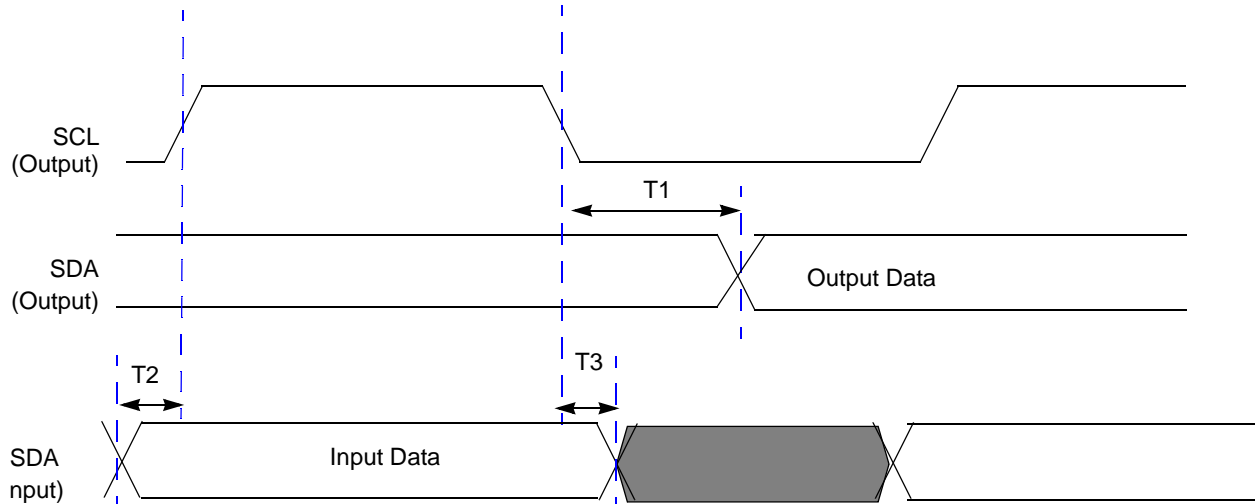 SCL
(Output)
T1
SDA
(Output)
Output Data
T2
T3
SDA
nput)
Input Data